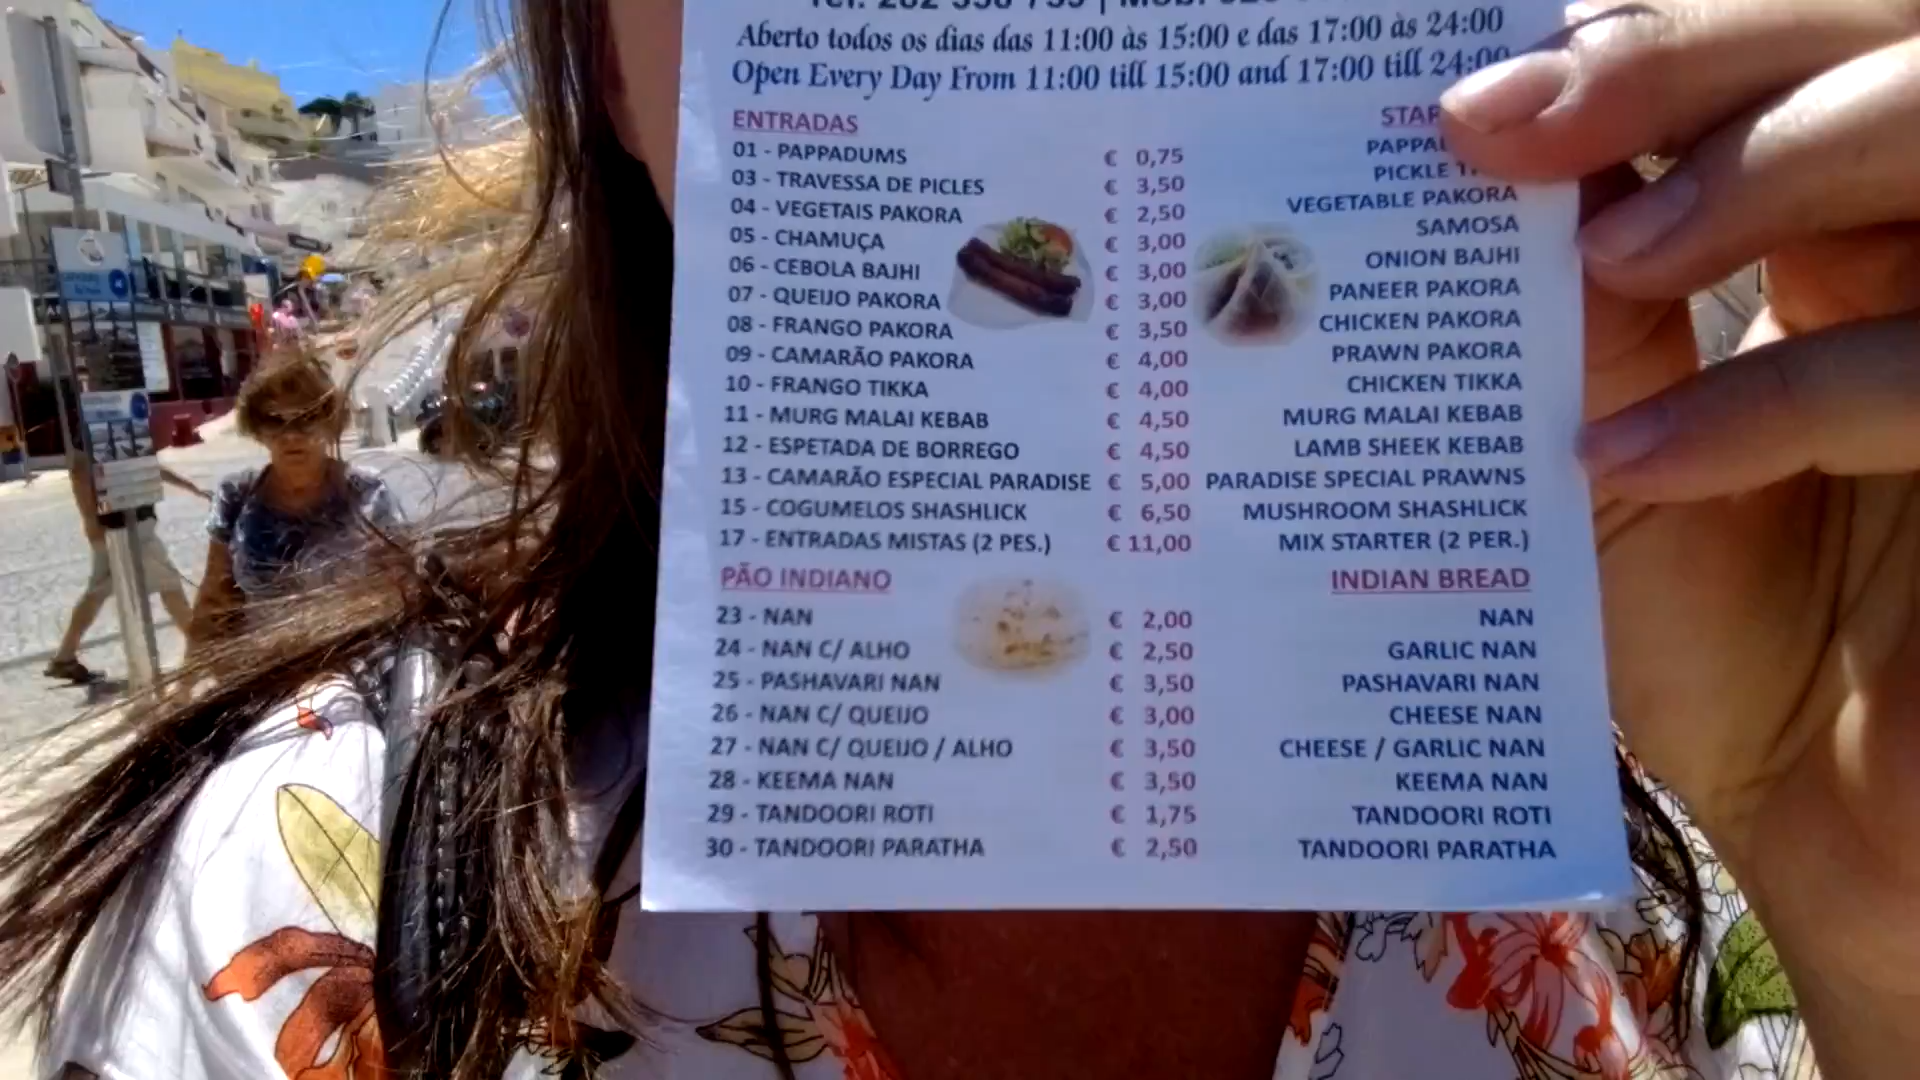 Aberto todos os dias das 11:00 às 15:00 e das 17:00 às 24:00
Open Every Day From 11:00 till 15:00 and 17:00 till 24:00
ENTRADAS
01 - PAPPADUMS € 0,75
03 - TRAVESSA DE PICLES € 3,50 PICKLE
04 - VEGETAIS PAKORA € 2,50 VEGETABLE PAKORA
05 - CHAMUÇA € 3,00 SAMOSA
06 - CEBOLA BAJHI € 3,00 ONION BAJHI
07 - QUEIJO PAKORA € 3,00 PANEER PAKORA
08 - FRANGO PAKORA € 3,50 CHICKEN PAKORA
09 - CAMARÃO PAKORA € 4,00 PRAWN PAKORA
10 - FRANGO TIKKA € 4,00 CHICKEN TIKKA
11 - MURG MALAI KEBAB € 4,50 MURG MALAI KEBAB
12 - ESPETADA DE BORREGO € 4,50 LAMB SHEEK KEBAB
13 - CAMARÃO ESPECIAL PARADISE € 5,00 PARADISE SPECIAL PRAWNS
15 - COGUMELOS SHASHLICK € 6,50 MUSHROOM SHASHLICK
17 - ENTRADAS MISTAS (2 PES.) € 11,00 MIX STARTER (2 PER.)
PÃO INDIANO INDIAN BREAD
23 - NAN € 2,00 NAN
24 - NAN C/ ALHO € 2,50 GARLIC NAN
25 - PASHAVARI NAN € 3,50 PASHAVARI NAN
26 - NAN C/ QUEIJO € 3,00 CHEESE NAN
27 - NAN C/ QUEIJO / ALHO € 3,50 CHEESE / GARLIC NAN
28 - KEEMA NAN € 3,50 KEEMA NAN
29 - TANDOORI ROTI € 1,75 TANDOORI ROTI
30 - TANDOORI PARATHA € 2,50 TANDOORI PARATHA